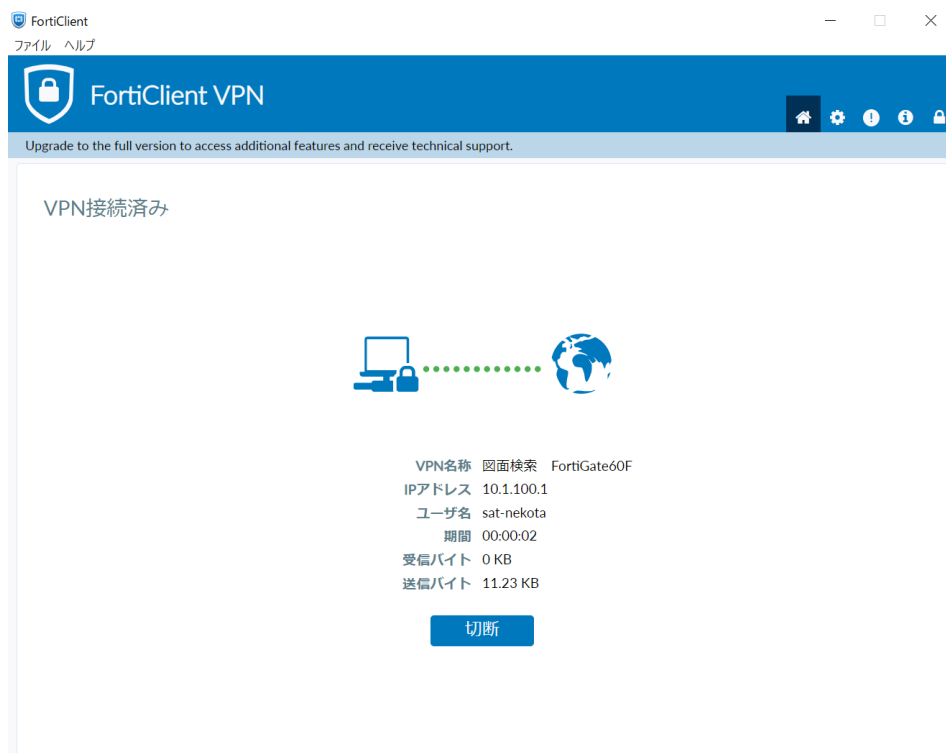 FortiClient
ファイル ヘルプ
FortiClient VPN
Upgrade to the full version to access additional features and receive technical support.
VPN接続済み
VPN名称 図面検索　FortiGate60F
IPアドレス 10.1.100.1
ユーザ名 sat-nekota
期間 00:00:02
受信バイト 0 KB
送信バイト 11.23 KB
切断